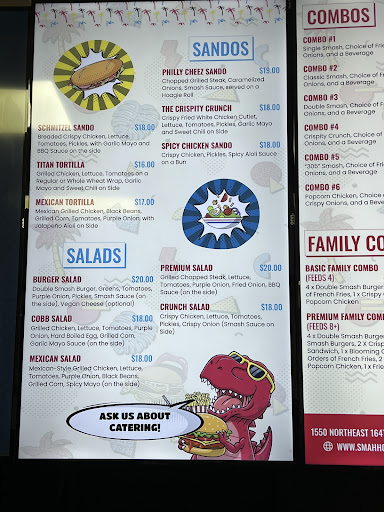 SANDOS
SCHNITZEL SANDO $18.00
Breaded Crispy Chicken, Lettuce,
Tomatoes, Pickles, with Garlic Mayo and
BBQ Sauce on the side
TITAN TORTILLA $16.00
Grilled Chicken, Lettuce, Tomatoes on a
Regular or Whole Wheat Wrap, Garlic
Mayo and Sweet Chili on Side
MEXICAN TORTILLA $17.00
Mexican Grilled Chicken, Black Beans,
Grilled Corn, Tomatoes, Purple Onion, with
Jalapeño Aioli on Side
PHILLY CHEEZ SANDO $19.00
Chopped Grilled Steak, Caramelized
Onions, Smash Sauce, served on a
Hoagie Roll
THE CRISPITY CRUNCH $18.00
Crispy Fried White Chicken Cutlet,
Lettuce, Tomatoes, Pickles, Garlic Mayo
and Sweet Chili on Side
SPICY CHICKEN SANDO $18.00
Crispy Chicken, Pickles, Spicy Aioli Sauce
on a Bun
SALADS
BURGER SALAD $20.00
Double Smash Burger, Greens, Tomatoes,
Purple Onion, Pickles, Smash Sauce (on
the side), Vegan Cheese (optional)
COBB SALAD $18.00
Grilled Chicken, Lettuce, Tomatoes, Purple
Onion, Hard Boiled Egg, Grilled Corn,
Garlic Mayo Sauce (on the side)
MEXICAN SALAD $18.00
Mexican-Style Grilled Chicken, Lettuce,
Tomatoes, Purple Onion, Black Beans,
Grilled Corn, Spicy Mayo (on the side)
PREMIUM SALAD $20.00
Grilled Chopped Steak, Lettuce,
Tomatoes, Purple Onion, Fried Onion, BBQ
(on the side)
CRUNCH SALAD $18.00
Crispy Chicken, Lettuce, Tomatoes,
Pickles, Crispy Onion (Smash Sauce on
Side)
ASK US ABOUT
CATERING!
COMBOS
COMBO #1
Single Smash, Choice of Fri
Onions, and a Beverage
COMBO #2
Classic Smash, Choice of Fri
Onions, and a Beverage
COMBO #3
Double Smash, Choice of Fri
Onions, and a Beverage
COMBO #4
Crispity Crunch, Choice of
Onions, and a Beverage
COMBO #5
"305" Smash, Choice of Frie
Onions, and a Beverage
COMBO #6
Popcorn Chicken, Choice
Crispy Onions, and a Bever
FAMILY CO
BASIC FAMILY COMBO
(FEEDS 4)
4 x Double Smash Burger
of French Fries, 1 x Crispy
Popcorn Chicken
PREMIUM FAMILY COMB
(FEEDS 8+)
4 x Double Smash Burger
Smash Burgers, 2 x Crispi
Sandwich, 1 x Blooming O
Orders of French Fries, 2
Popcorn Chicken, 1 x Fri
1550 NORTHEAST 164
WWW.SMAHHO